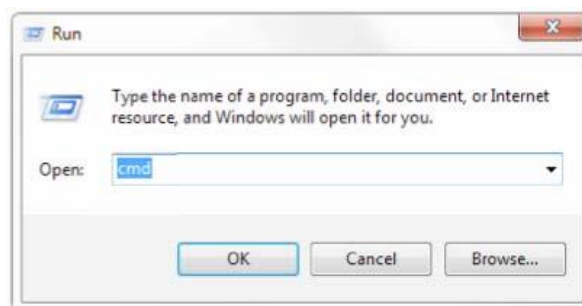 Run
Type the name of a program, folder, document, or Internet
resource, and Windows will open it for you.
Open: cmd
OK Cancel Browse...